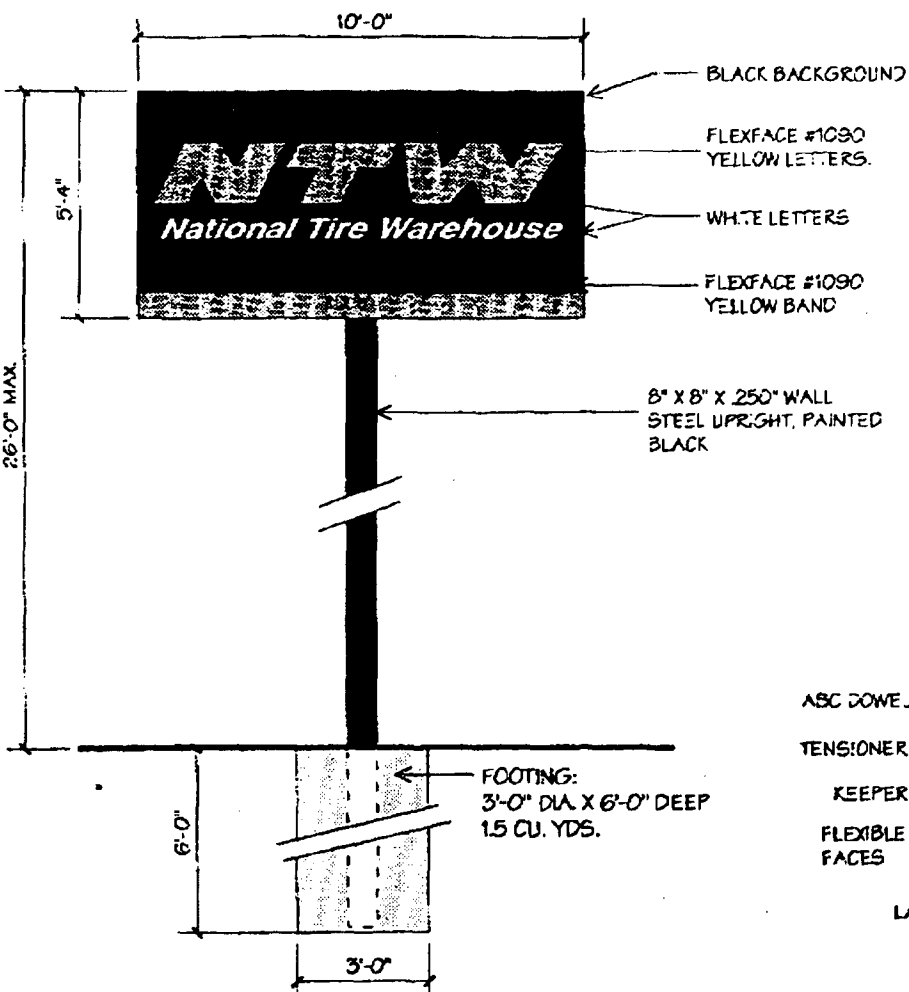 10'-0"
BLACK BACKGROUND
FLEXFACE #1090
YELLOW LETTERS.
5'-4"
NTW
National Tire Warehouse
WHITE LETTERS
FLEXFACE #1090
YELLOW BAND
26'-0" MAX.
8" X 8" X .250" WALL
STEEL UPRIGHT, PAINTED
BLACK
ABC
TENSIONER
KEEPER
FLEXIBLE
FACES
FOOTING:
3'-0" DIA. X 6'-0" DEEP
1.5 CU. YDS.
6'-0"
3'-0"